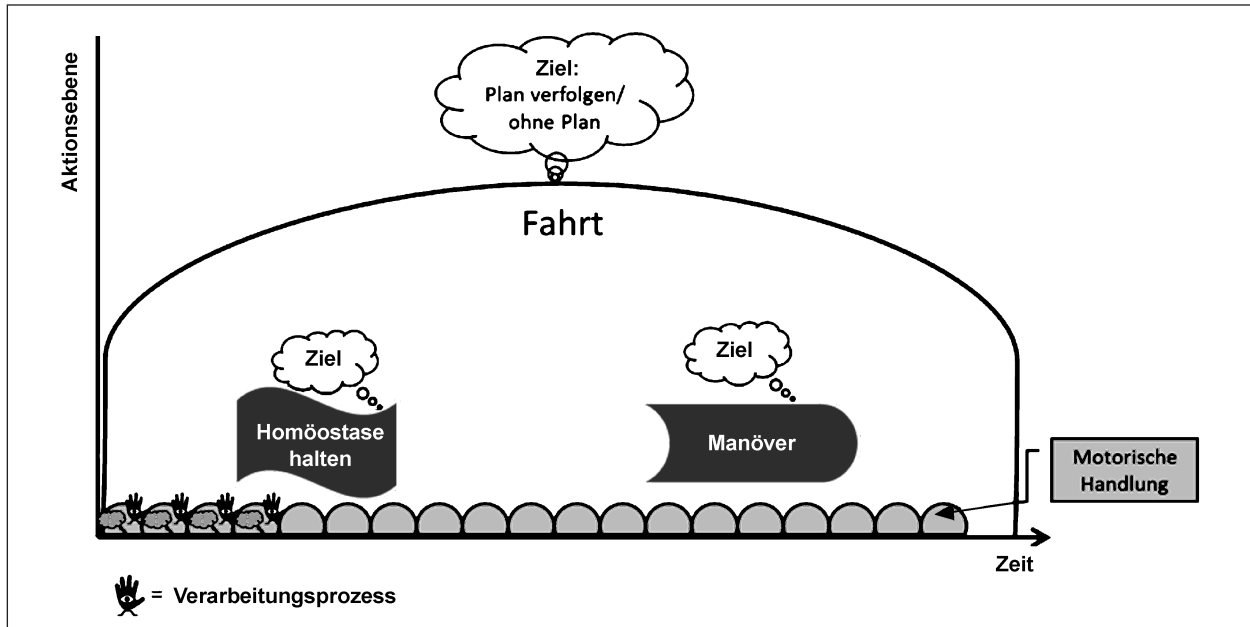 Aktionsebene
Ziel:
Plan verfolgen/
ohne Plan
Fahrt
Ziel
Ziel
Homöostase
halten
Manöver
Motorische
Handlung
Zeit
= Verarbeitungsprozess